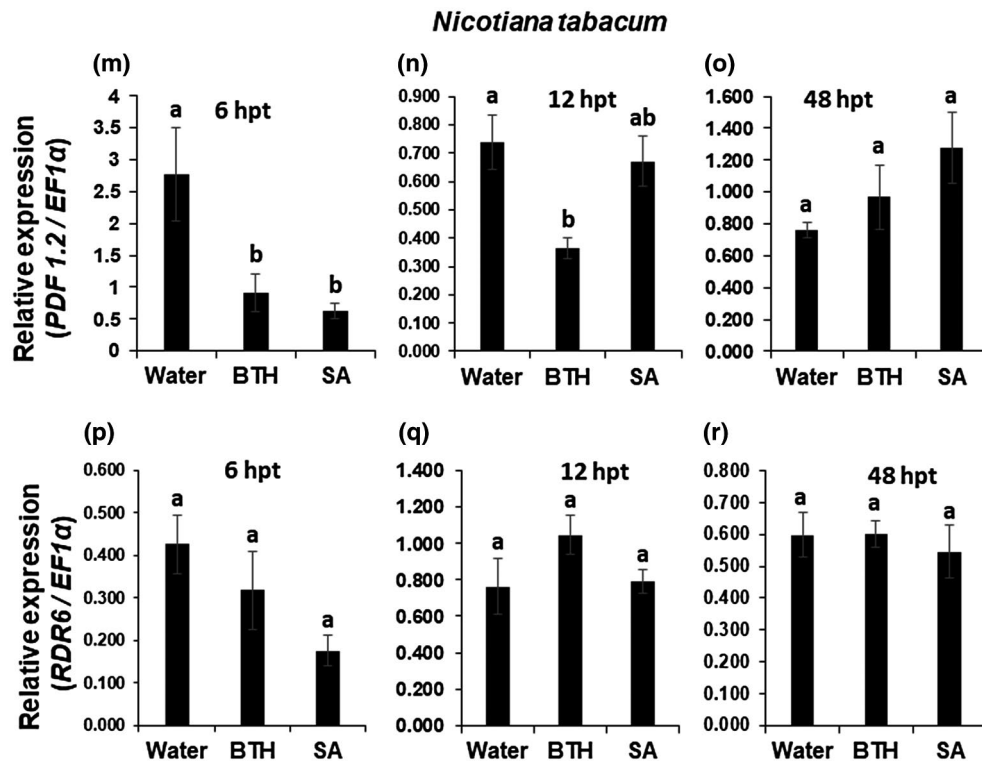 Nicotiana tabacum
(m)
6 hpt
Relative expression
(PDF 1.2 / EF1α)
4
3.5
3
2.5
2
1.5
1
0.5
0
a
b
b
Water BTH SA
(n)
12 hpt
0.900
0.800
0.700
0.600
0.500
0.400
0.300
0.200
0.100
0.000
a
b
ab
Water BTH SA
(o)
48 hpt
1.600
1.400
1.200
1.000
0.800
0.600
0.400
0.200
0.000
a
a
a
Water BTH SA
(p)
6 hpt
Relative expression
(RDR6 / EF1α)
0.600
0.500
0.400
0.300
0.200
0.100
0.000
a
a
a
Water BTH SA
(q)
12 hpt
1.400
1.200
1.000
0.800
0.600
0.400
0.200
0.000
a
a
a
Water BTH SA
(r)
48 hpt
0.800
0.700
0.600
0.500
0.400
0.300
0.200
0.100
0.000
a
a
a
Water BTH SA